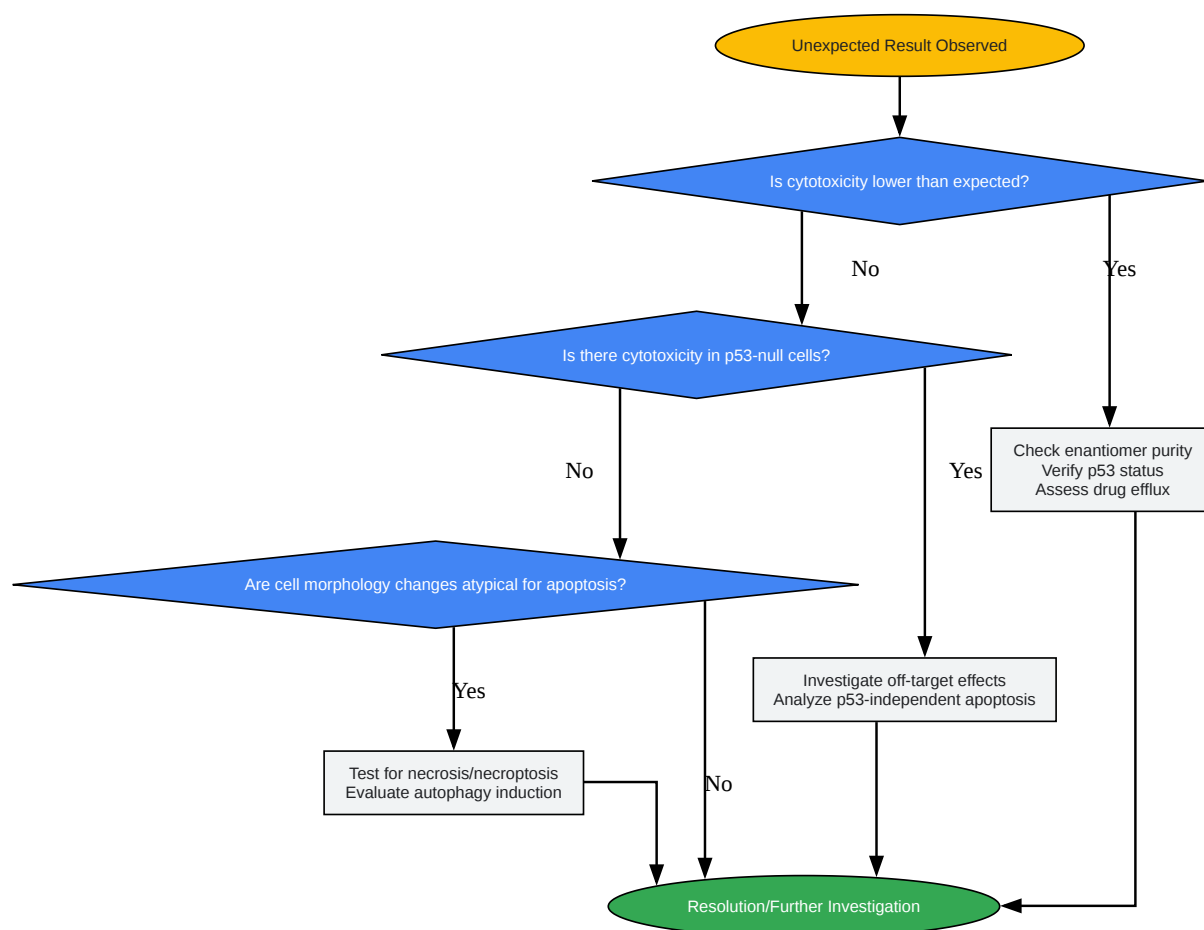 Unexpected Result Observed
Is cytotoxicity lower than expected?
No
Yes
Is there cytotoxicity in p53-null cells?
Check enantiomer purity
Verify p53 status
Assess drug efflux
No
Yes
Are cell morphology changes atypical for apoptosis?
Investigate off-target effects
Analyze p53-independent apoptosis
Yes
Test for necrosis/necroptosis
Evaluate autophagy induction
No
Resolution/Further Investigation